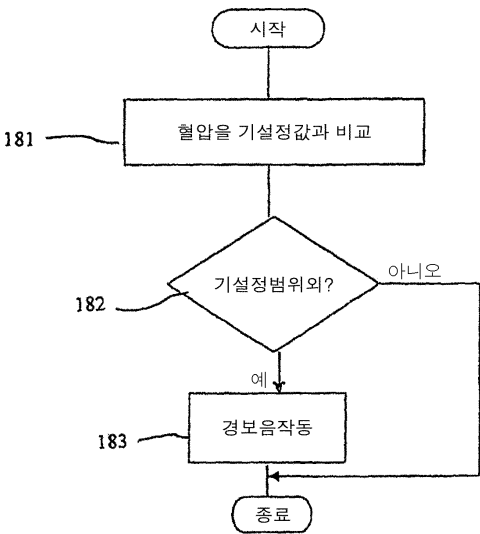 시작
181
혈압을 기설정값과 비교
182
기설정범위외?
아니오
예
183
경보음작동
종료